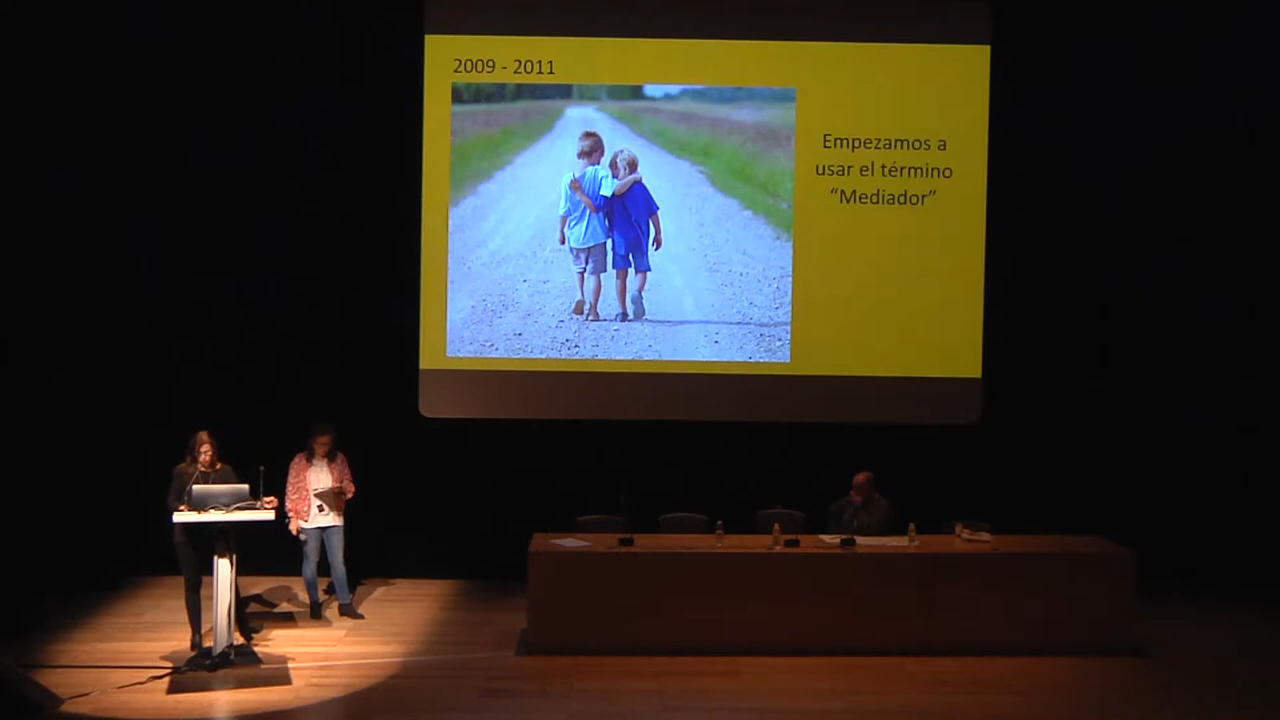 2009 - 2011
Empezamos a
usar el término
“Mediador”